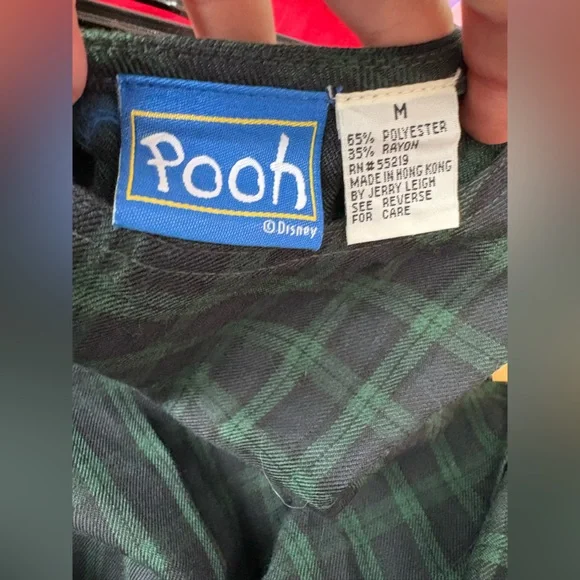 Pooh
©Disney
M
65% POLYESTER
35% RAYON
RN#55219
MADE IN HONG KONG
BY JERRY LEIGH
SEE REVERSE
FOR CARE